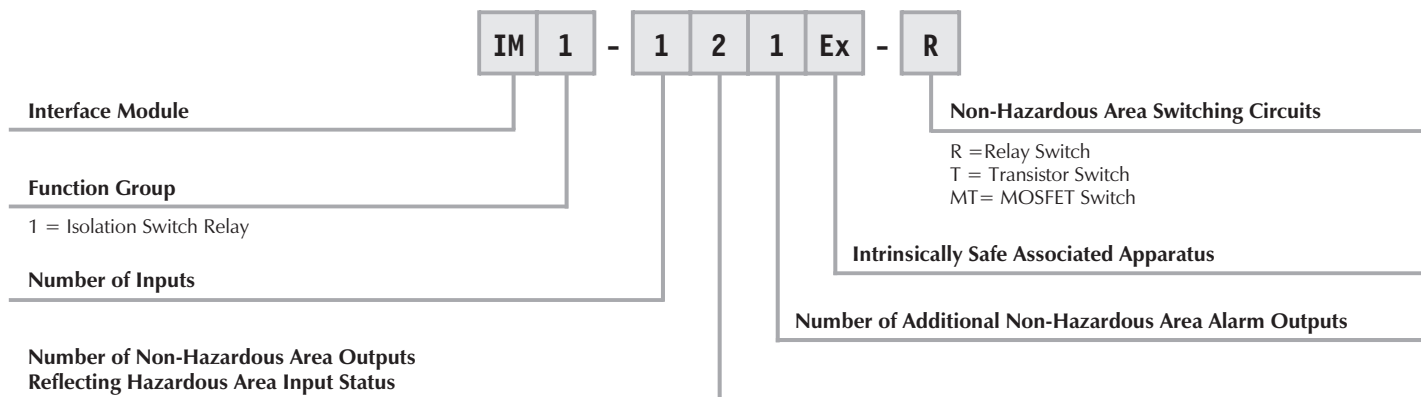 IM 1 - 1 2 1 Ex - R
Interface Module
Function Group
1 = Isolation Switch Relay
Number of Inputs
Number of Non-Hazardous Area Outputs
Reflecting Hazardous Area Input Status
Non-Hazardous Area Switching Circuits
R =Relay Switch
T = Transistor Switch
MT= MOSFET Switch
Intrinsically Safe Associated Apparatus
Number of Additional Non-Hazardous Area Alarm Outputs